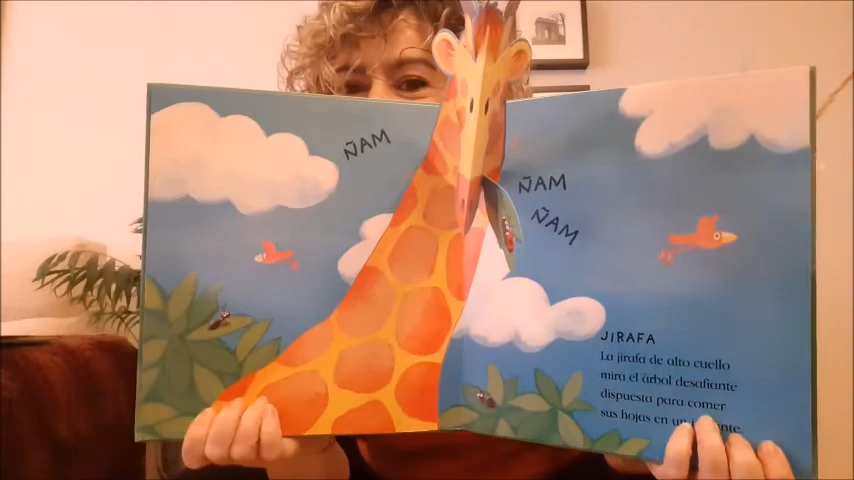 ÑAM
ÑAM
ÑAM
JIRAFA
La jirafa de alto cuello
mira el árbol desafiante
dispuesta para comer
sus hojas en un